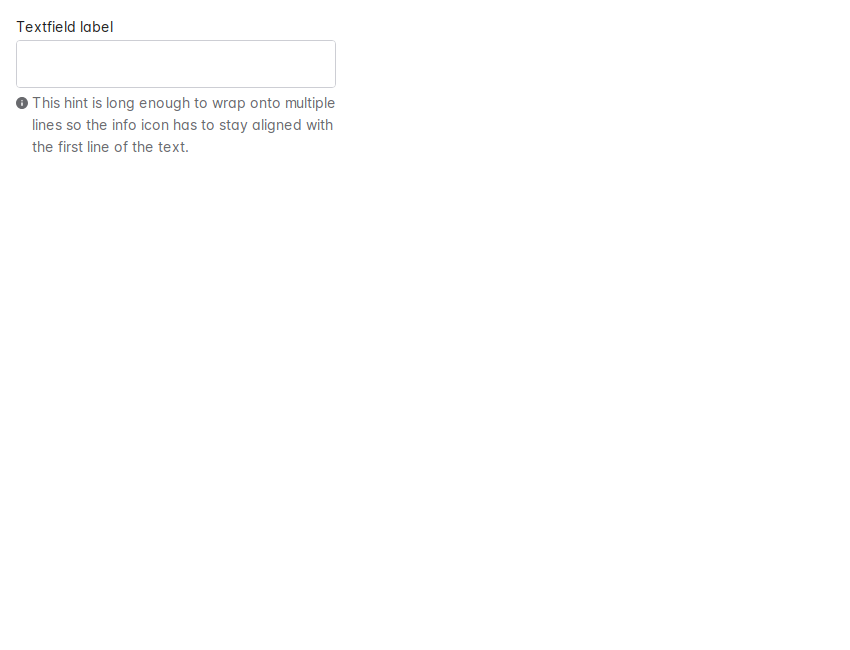 Textfield label
This hint is long enough to wrap onto multiple
lines so the info icon has to stay aligned with
the first line of the text.